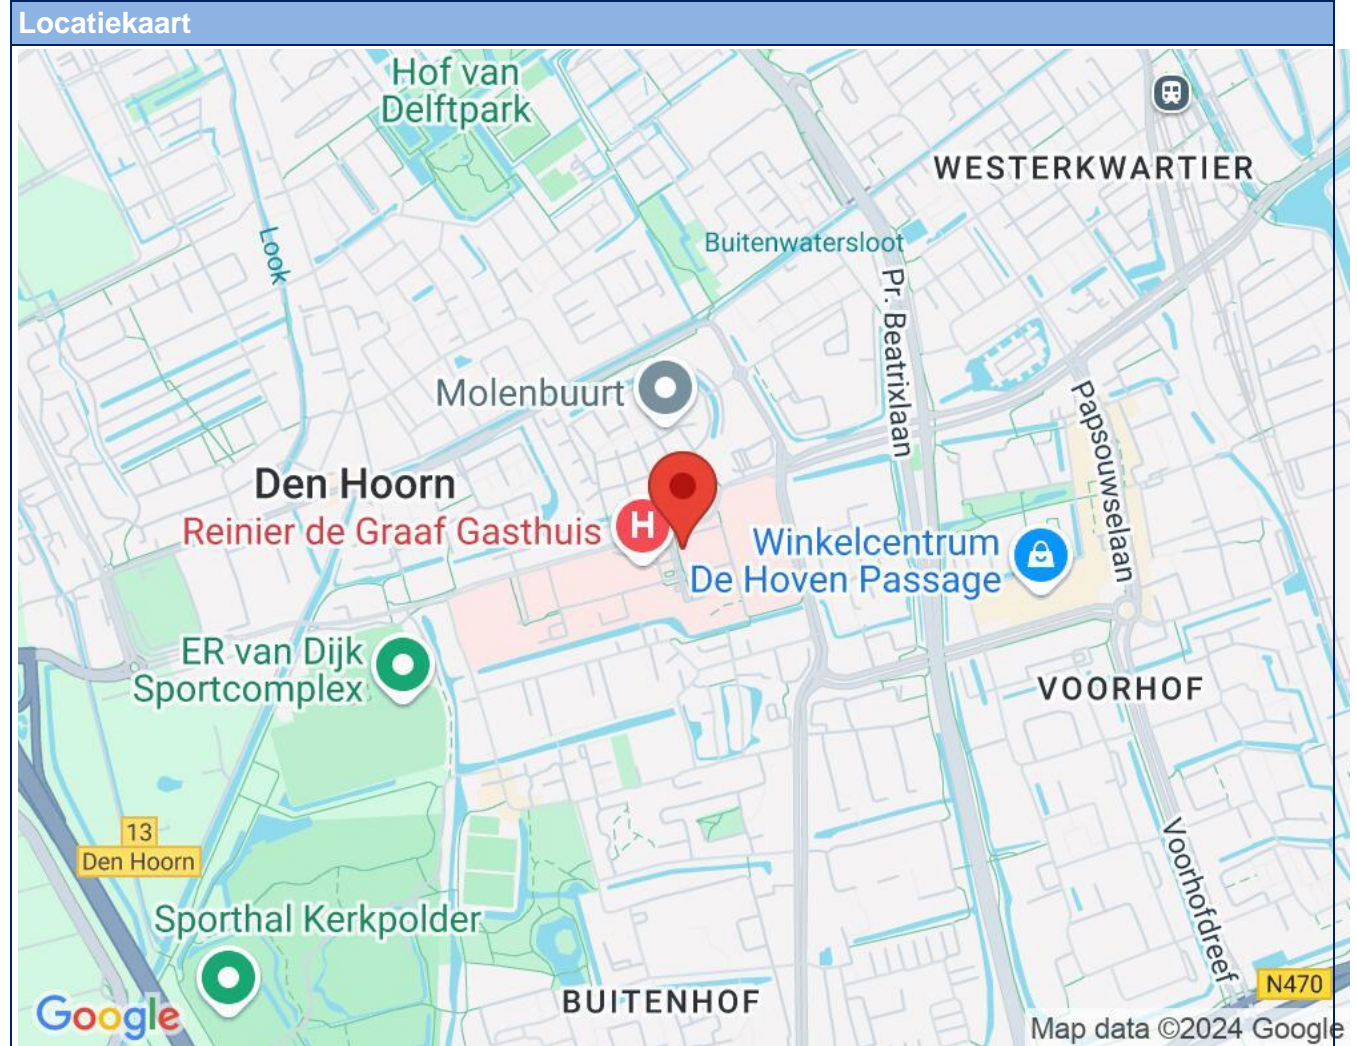 Locatiekaart
Hof van
Delftpark
WESTERKWARTIER
Look
Buitenwatersloot
Pr. Beatrixlaan
Molenbuurt
Papsouwselaan
Den Hoorn
Reinier de Graaf Gasthuis
H
Winkelcentrum
De Hoven Passage
ER van Dijk
Sportcomplex
VOORHOF
13
Den Hoorn
Voorhofdreef
Sporthal Kerkpolder
N470
BUITENHOF
Google
Map data ©2024 Google